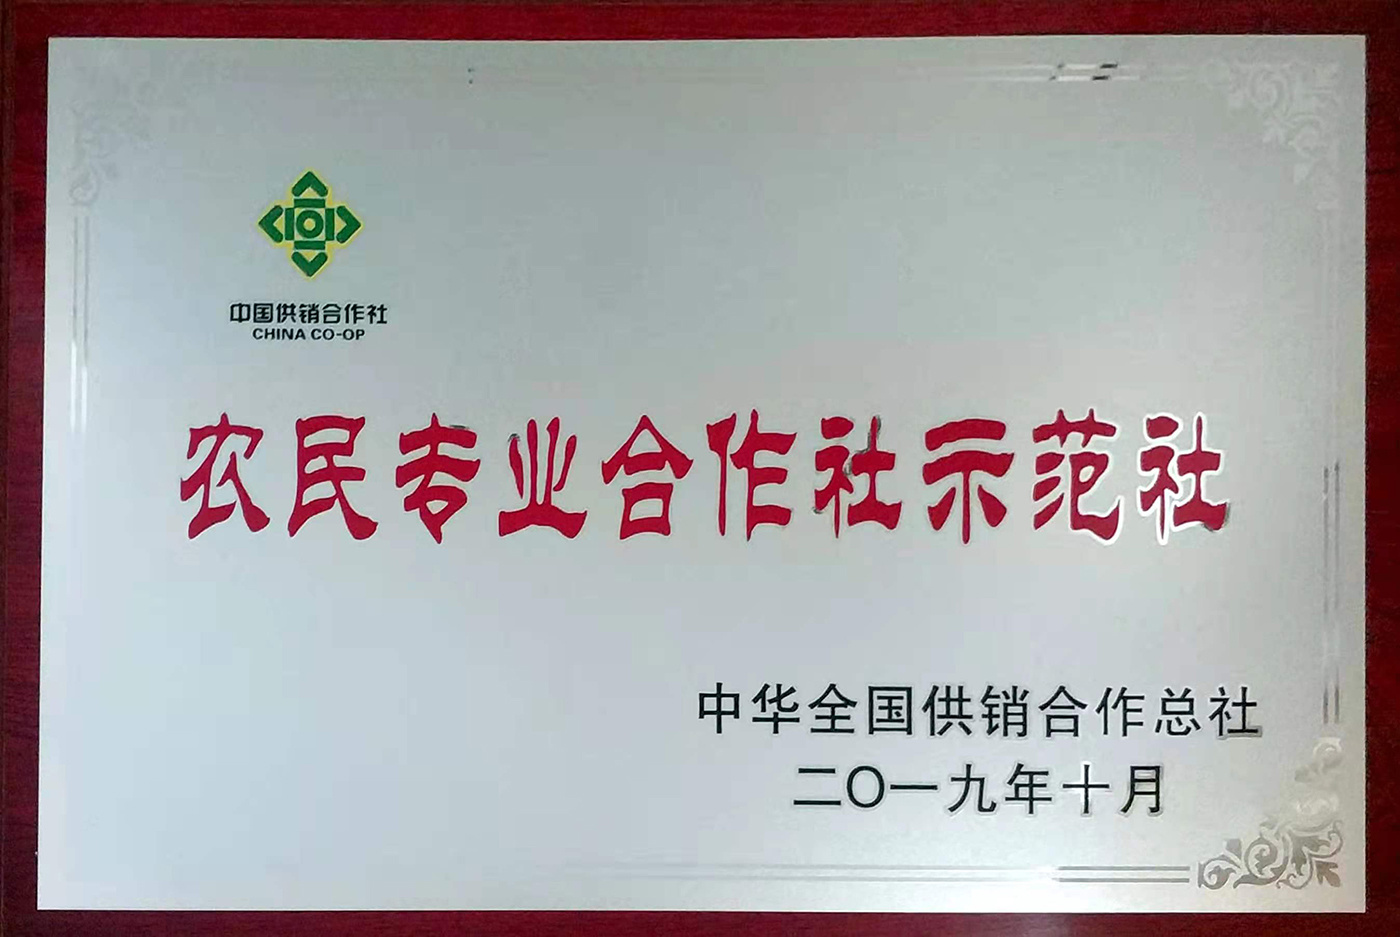 中国供销合作社
CHINA CO-OP
农民专业合作社示范社
中华全国供销合作总社
二〇一九年十月